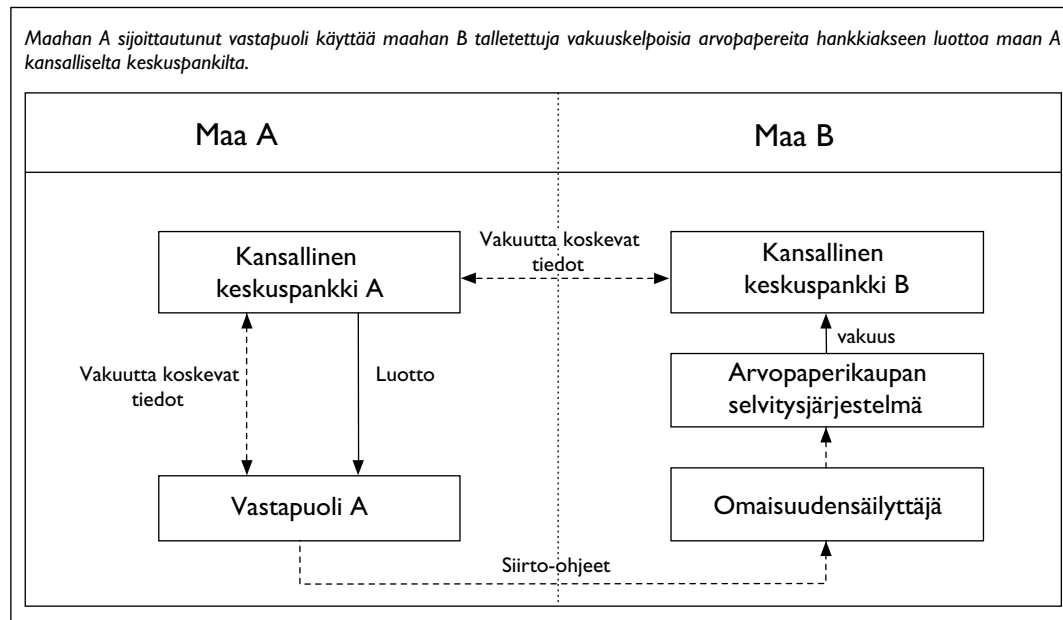 Maahan A sijoittautunut vastapuoli käyttää maahan B talletettuja vakuuskelpoisia arvopapereita hankkiakseen luottoa maan A
kansalliselta keskuspankilta.
Maa A
Maa B
Kansallinen
keskuspankki A
Vakuutta koskevat
tiedot
Kansallinen
keskuspankki B
vakuus
Vakuutta koskevat
tiedot
Luotto
Arvopaperikaupan
selvitysjärjestelmä
Vastapuoli A
Omaisuudensäilyttäjä
Siirto-ohjeet